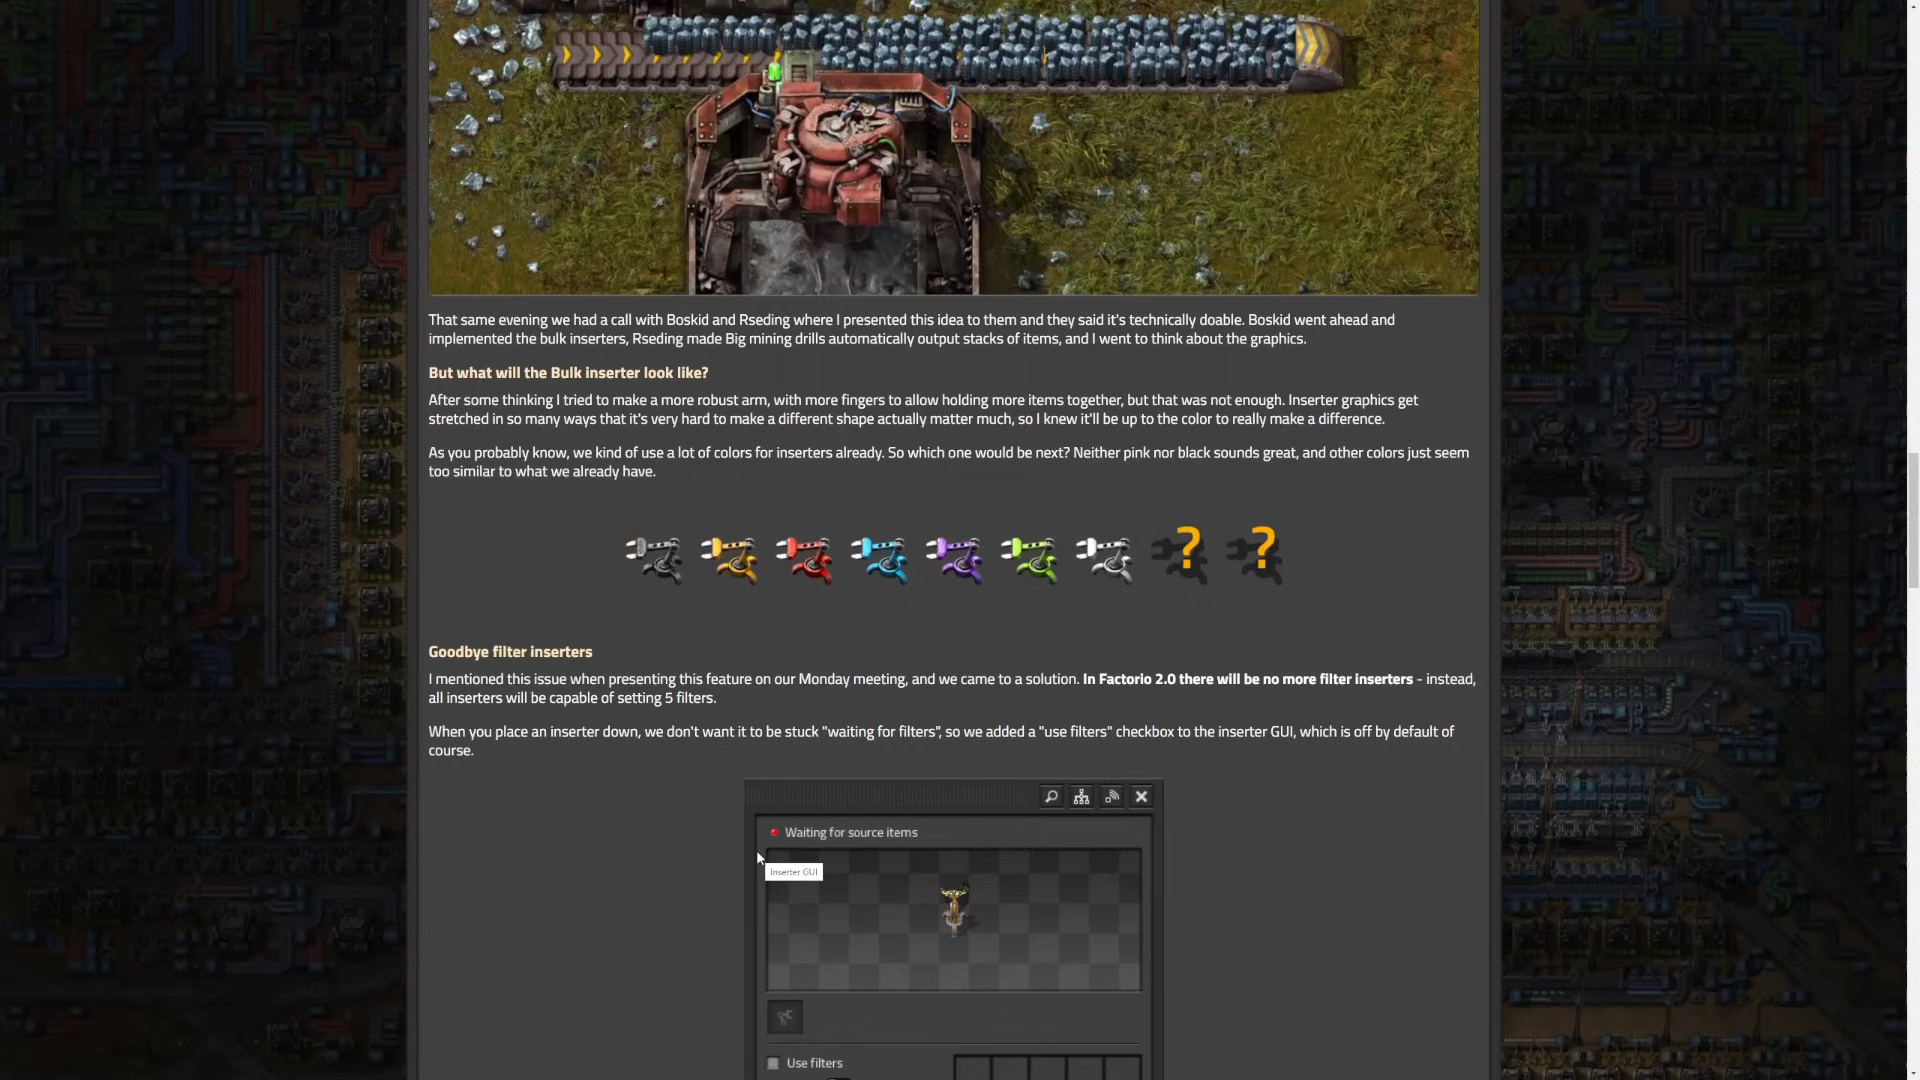 That same evening we had a call with Boskid and Rseding where I presented this idea to them and they said it's technically doable. Boskid went ahead and
implemented the bulk inserters, Rseding made Big mining drills automatically output stacks of items, and I went to think about the graphics.
But what will the Bulk inserter look like?
After some thinking I tried to make a more robust arm, with more fingers to allow holding more items together, but that was not enough. Inserter graphics get
stretched in so many ways that it's very hard to make a different shape actually matter much, so I knew it'll be up to the color to really make a difference.
As you probably know, we kind of use a lot of colors for inserters already. So which one would be next? Neither pink nor black sounds great, and other colors just seem
too similar to what we already have.
? ?
Goodbye filter inserters
I mentioned this issue when presenting this feature on our Monday meeting, and we came to a solution. In Factorio 2.0 there will be no more filter inserters - instead,
all inserters will be capable of setting 5 filters.
When you place an inserter down, we don't want it to be stuck "waiting for filters", so we added a "use filters" checkbox to the inserter GUI, which is off by default of
course.
Waiting for source items
Inserter GUI
Use filters